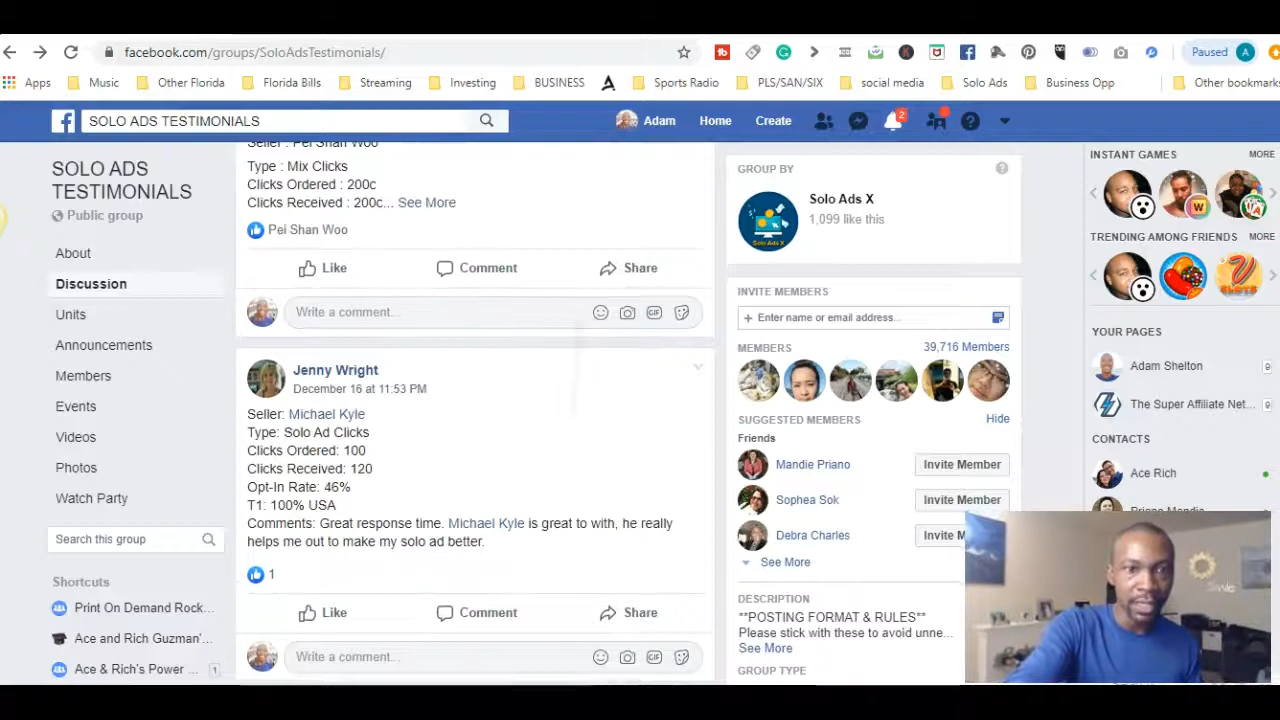 facebook.com/groups/SoloAdsTestimonials/
Paused A
Apps Music Other Florida Florida Bills Streaming Investing BUSINESS Sports Radio PLS/SAN/SIX social media Solo Ads Business Opp Other bookmarks
SOLO ADS TESTIMONIALS
Adam Home Create 2
SOLO ADS
TESTIMONIALS
Public group
About
Discussion
Units
Announcements
Members
Events
Videos
Photos
Watch Party
Search this group
Shortcuts
Print On Demand Rock...
Ace and Rich Guzman'...
Ace & Rich's Power ... 1
Seller : Pei Shan Woo
Type : Mix Clicks
Clicks Ordered : 200c
Clicks Received : 200c... See More
Pei Shan Woo
Like Comment Share
Write a comment...
Jenny Wright
December 16 at 11:53 PM
Seller: Michael Kyle
Type: Solo Ad Clicks
Clicks Ordered: 100
Clicks Received: 120
Opt-In Rate: 46%
T1: 100% USA
Comments: Great response time. Michael Kyle is great to with, he really
helps me out to make my solo ad better.
1
Like Comment Share
Write a comment...
GROUP BY
Solo Ads X
1,099 like this
INVITE MEMBERS
+ Enter name or email address...
MEMBERS 39,716 Members
SUGGESTED MEMBERS Hide
Friends
Mandie Priano Invite Member
Sophea Sok Invite Member
Debra Charles Invite M
See More
DESCRIPTION
**POSTING FORMAT & RULES**
Please stick with these to avoid unne...
See More
GROUP TYPE
INSTANT GAMES MORE
TRENDING AMONG FRIENDS MORE
YOUR PAGES
Adam Shelton 9
The Super Affiliate Net... 9
CONTACTS
Ace Rich
Priano Mandie